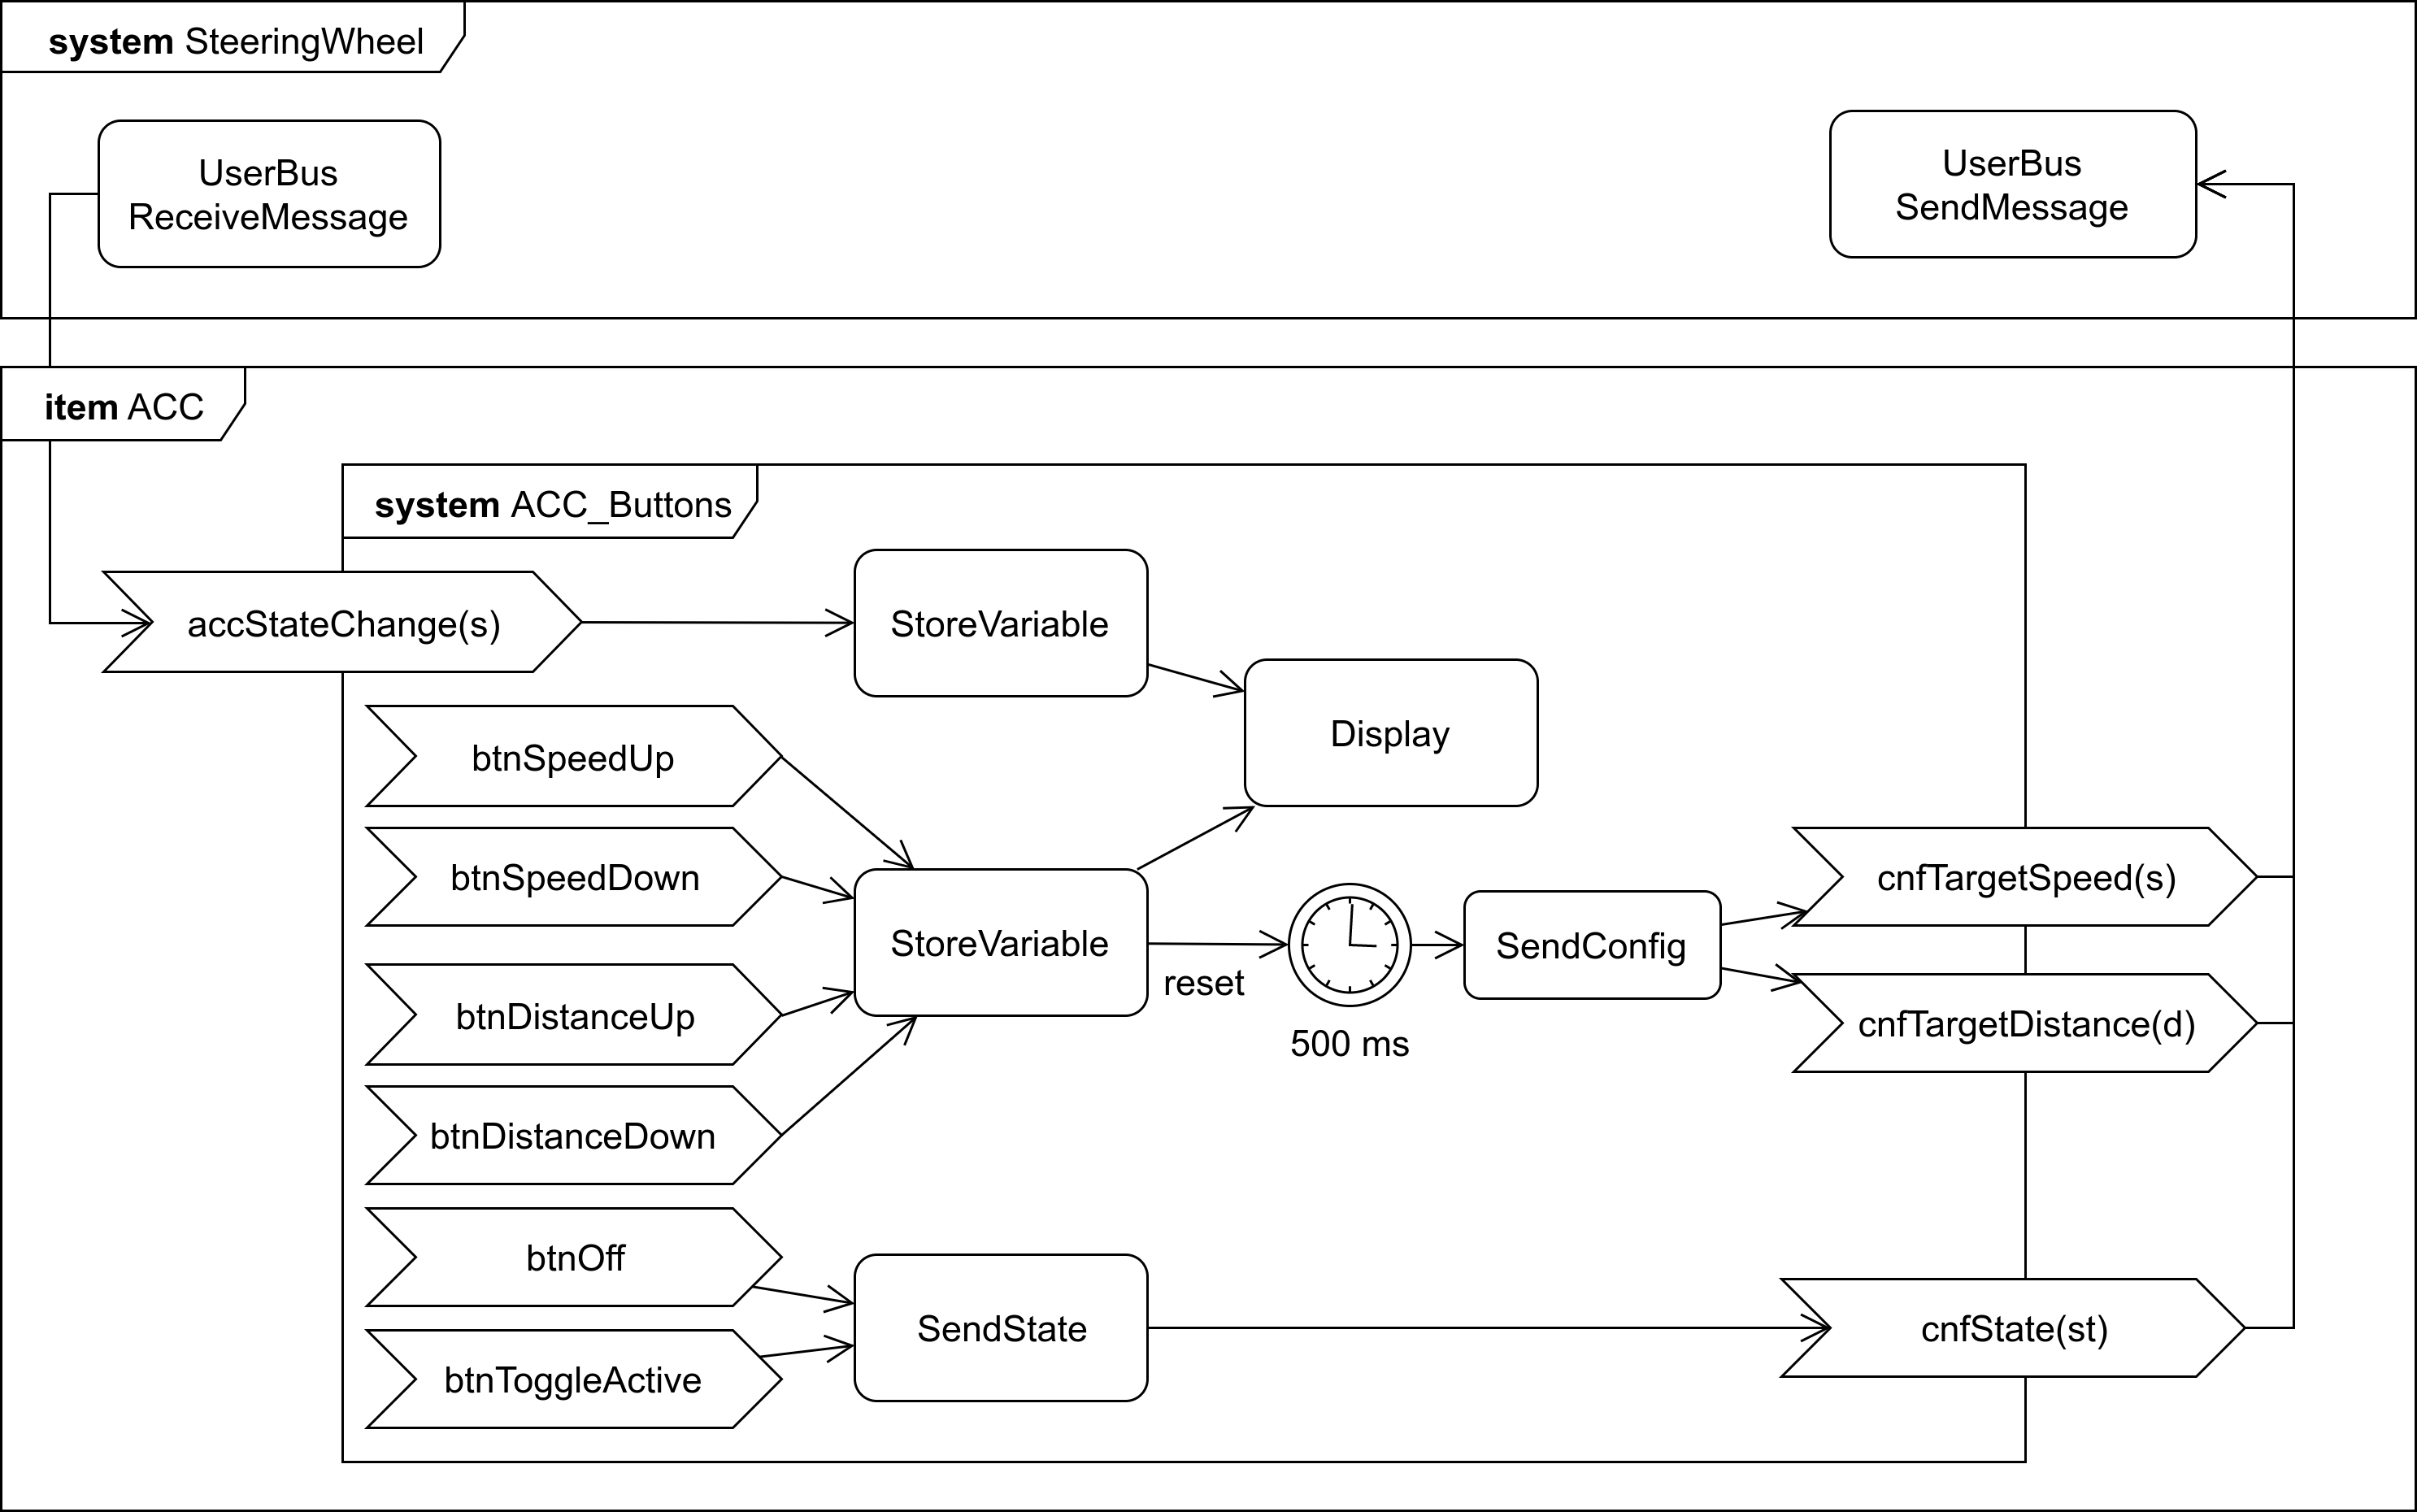 system SteeringWheel
UserBus
ReceiveMessage
UserBus
SendMessage
item ACC
system ACC_Buttons
accStateChange(s)
StoreVariable
Display
btnSpeedUp
btnSpeedDown
btnDistanceUp
btnDistanceDown
StoreVariable
reset
500 ms
SendConfig
cnfTargetSpeed(s)
cnfTargetDistance(d)
btnOff
btnToggleActive
SendState
cnfState(st)